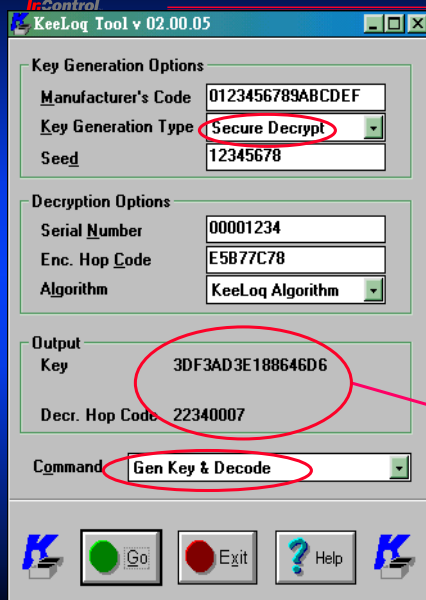 In-Control
KeeLoq Tool v 02.00.05
Key Generation Options
Manufacturer's Code 0123456789ABCDEF
Key Generation Type Secure Decrypt
Seed 12345678
Decryption Options
Serial Number 00001234
Enc. Hop Code E5B77C78
Algorithm KeeLoq Algorithm
Output
Key 3DF3AD3E188646D6
Decr. Hop Code 22340007
Command Gen Key & Decode
Go Exit Help